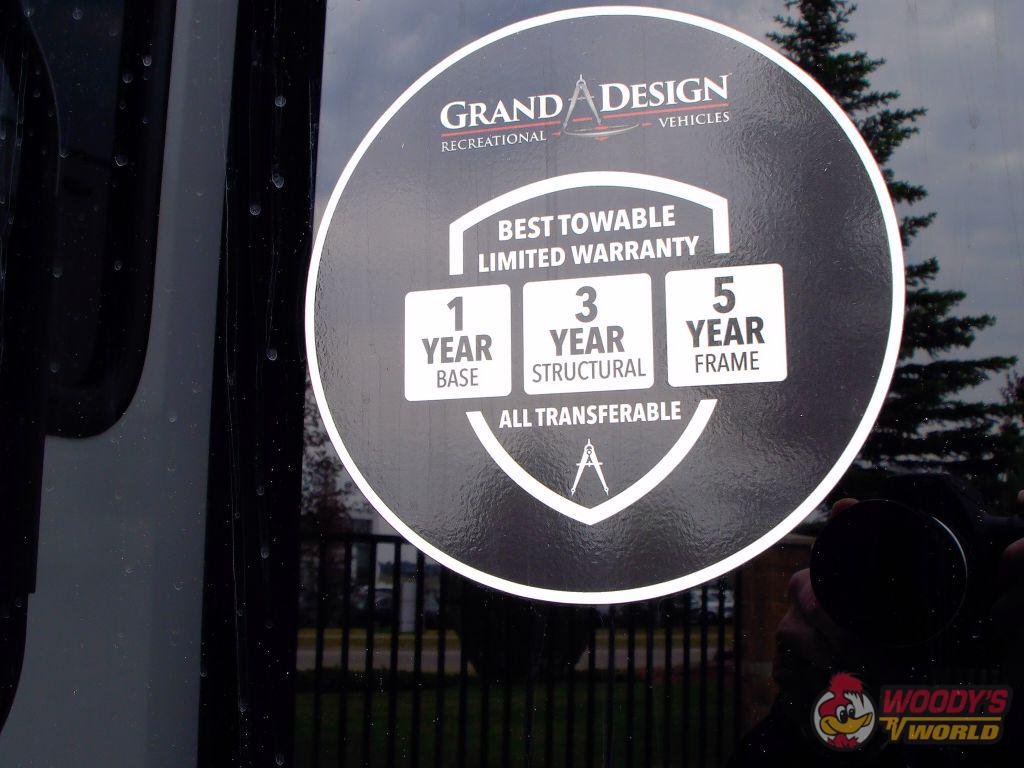 GRAND DESIGN
RECREATIONAL VEHICLES
BEST TOWABLE
LIMITED WARRANTY
1
YEAR
BASE
3
YEAR
STRUCTURAL
5
YEAR
FRAME
ALL TRANSFERABLE
WOODY'S
RV WORLD